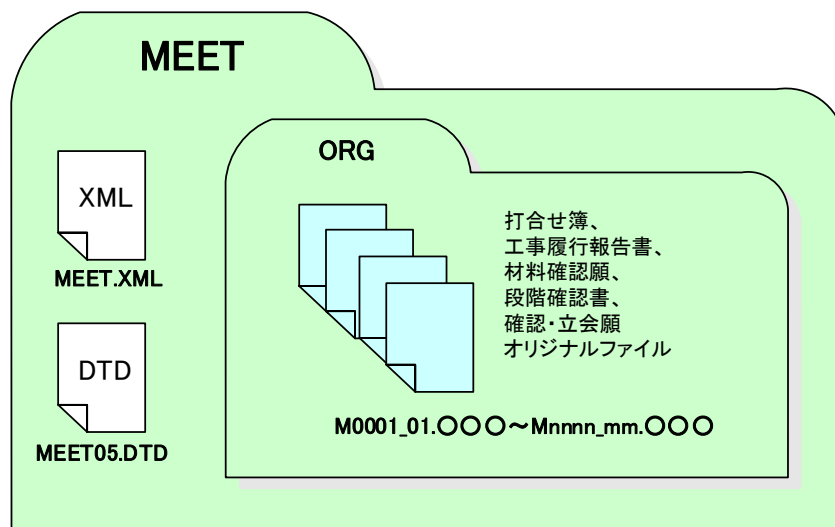 MEET
XML
MEET.XML
DTD
MEET05.DTD
ORG
打合せ簿、
工事履行報告書、
材料確認願、
段階確認書、
確認・立会願
オリジナルファイル
M0001_01.○○○～Mnnnn_mm.○○○